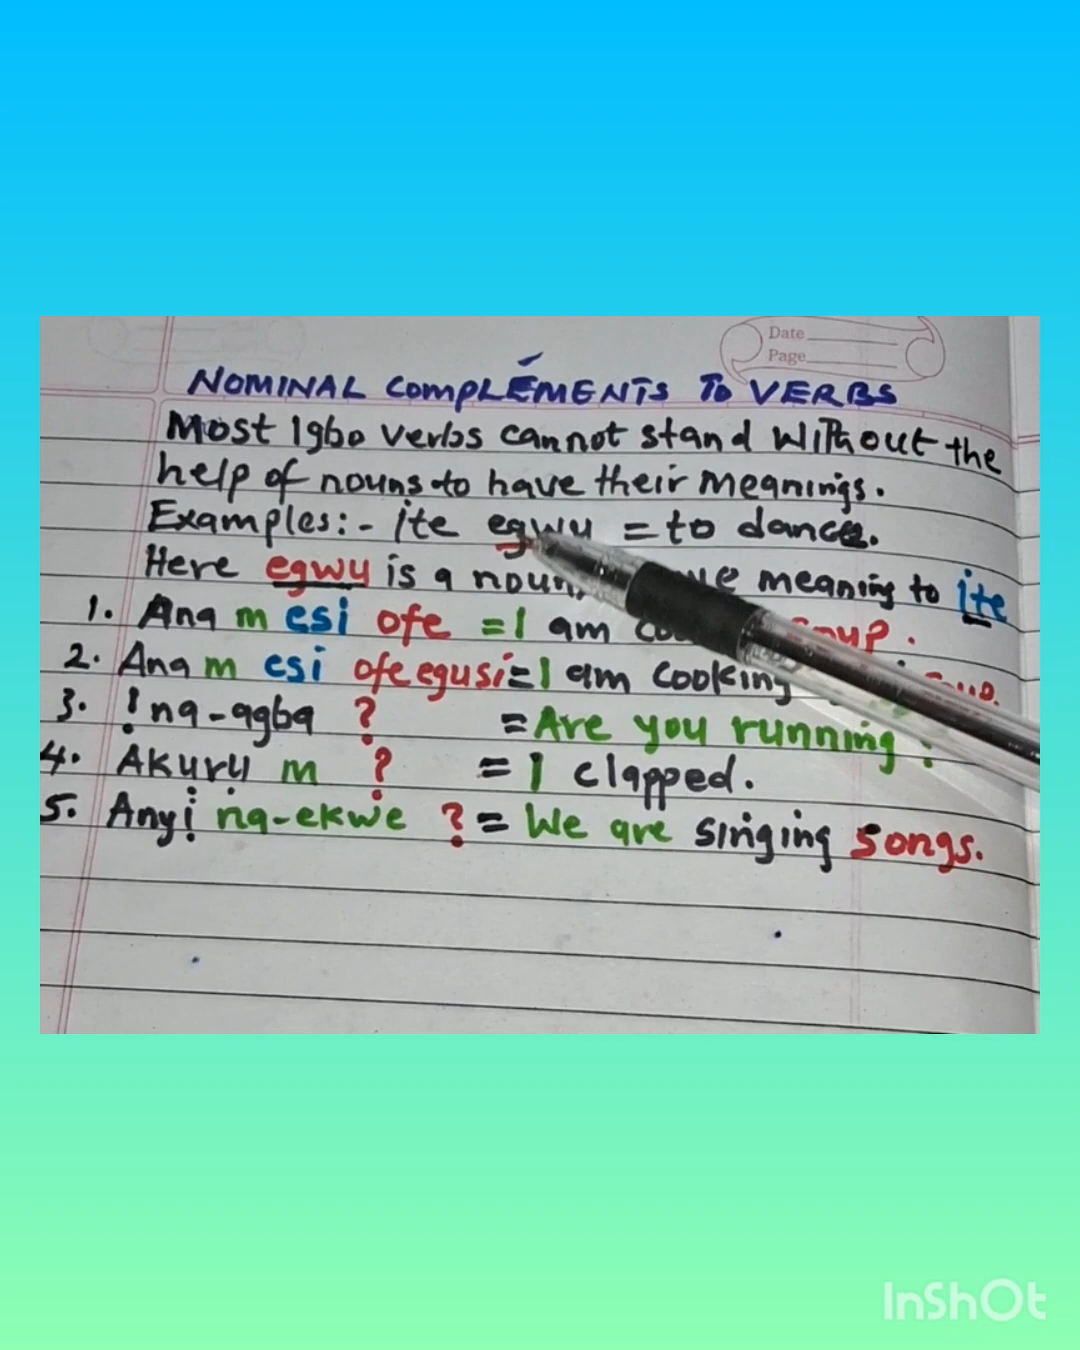 Date
Page
NOMINAL COMPLÉMENTS TO VERBS
Most Igbo verbs cannot stand without the
help of nouns to have their meanings.
Examples:- ite egwu = to dance.
Here egwu is a noun, meaning to ite
1. Ana m esi ofe = I am soup.
2. Ana m esi ofe egusi = I am cooking
3. Ị na-agba ? = Are you running ?
4. Akụrụ m ? = I clapped.
5. Anyị na-ekwe ? = We are singing songs.
InShOt